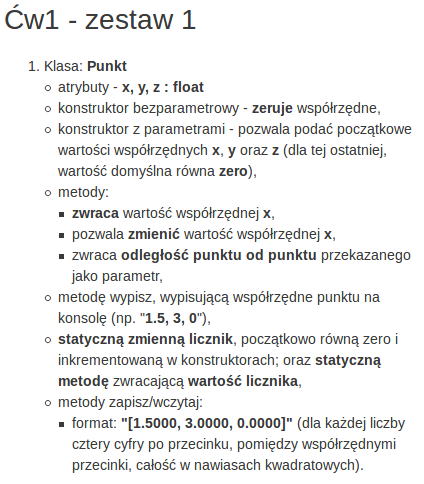 Ćw1 - zestaw 1
1. Klasa: Punkt
○ atrybuty - x, y, z : float
○ konstruktor bezparametrowy - zeruje współrzędne,
○ konstruktor z parametrami - pozwala podać początkowe
wartości współrzędnych x, y oraz z (dla tej ostatniej,
wartość domyślna równa zero),
○ metody:
▪ zwraca wartość współrzędnej x,
▪ pozwala zmienić wartość współrzędnej x,
▪ zwraca odległość punktu od punktu przekazanego
jako parametr,
○ metodę wypisz, wypisującą współrzędne punktu na
konsolę (np. "1.5, 3, 0"),
○ statyczną zmienną licznik, początkowo równą zero i
inkrementowaną w konstruktorach; oraz statyczną
metodę zwracającą wartość licznika,
○ metody zapisz/wczytaj:
▪ format: "[1.5000, 3.0000, 0.0000]" (dla każdej liczby
cztery cyfry po przecinku, pomiędzy współrzędnymi
przecinki, całość w nawiasach kwadratowych).